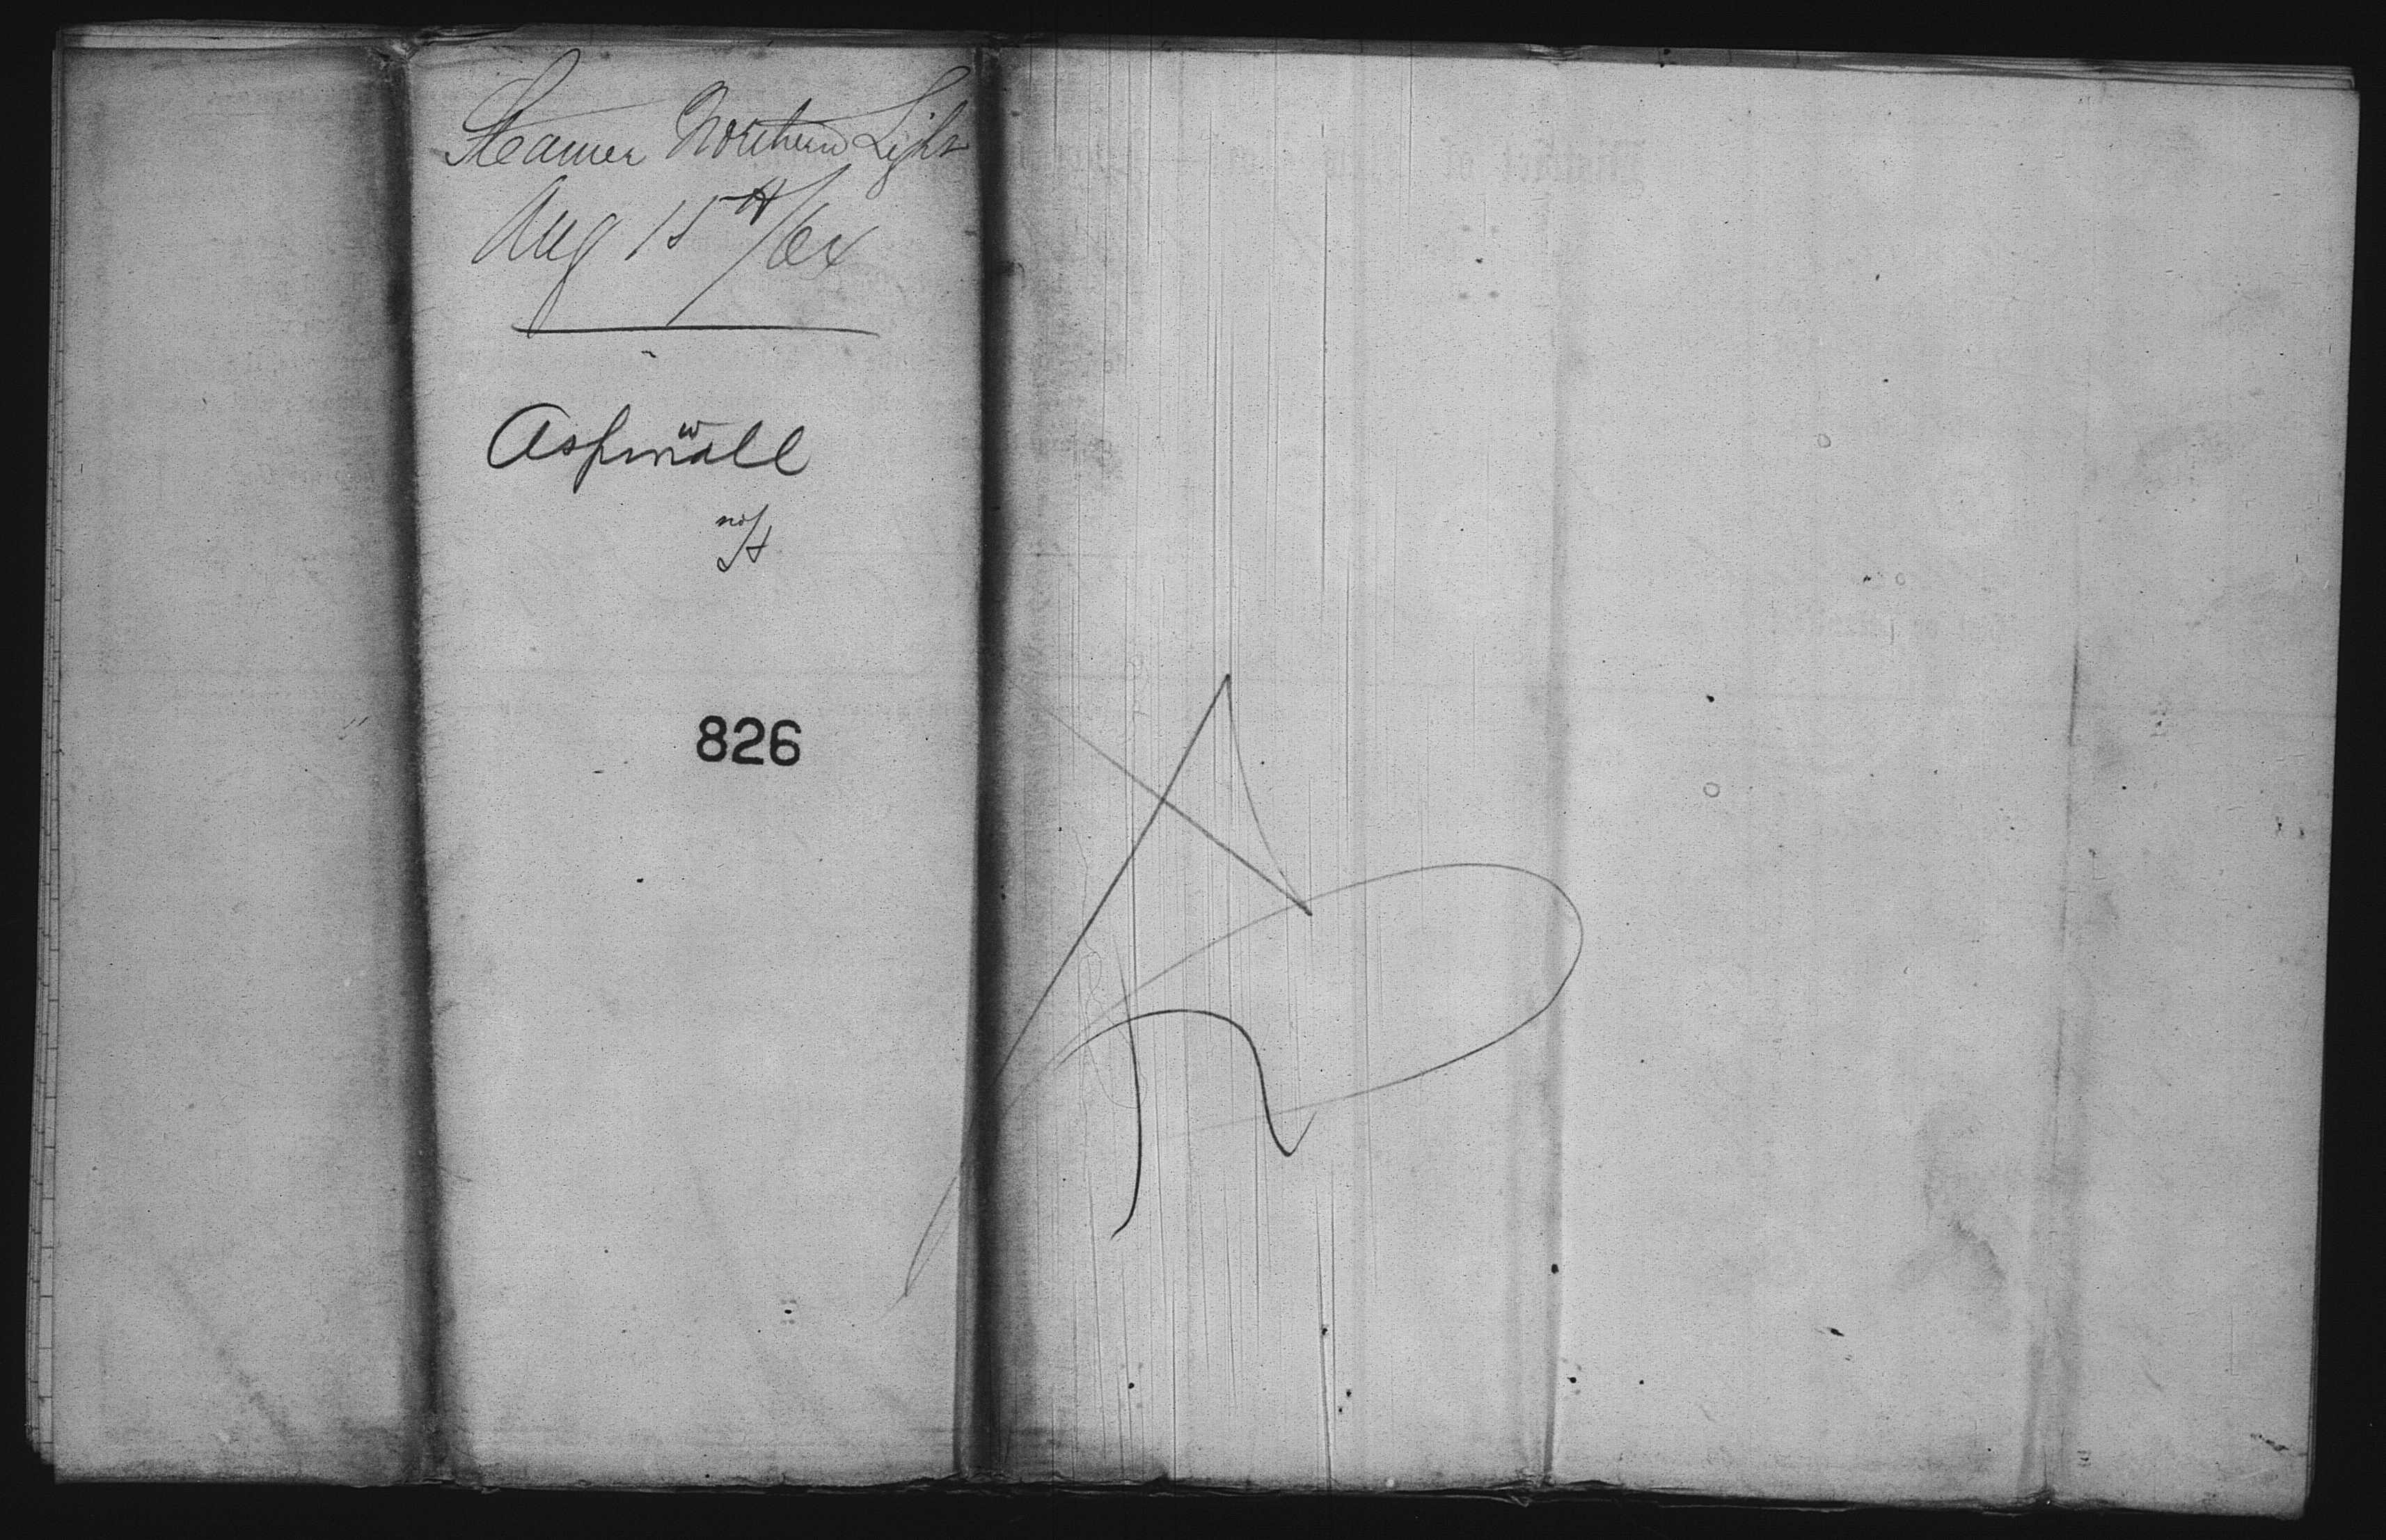 Steamer Northern Light
Aug 15th/64
Aspinwall
826